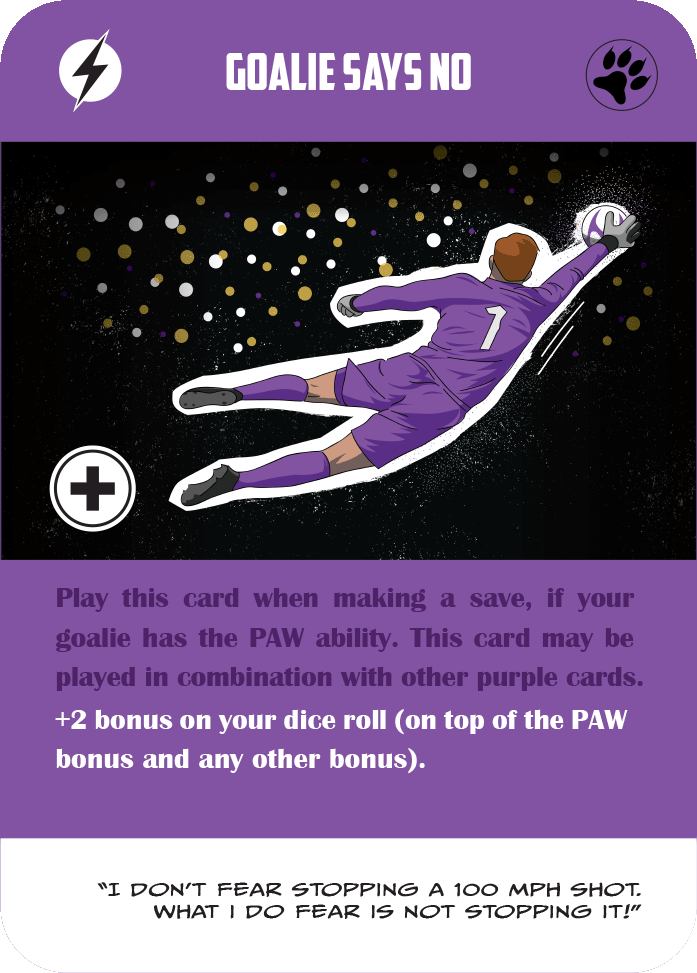 GOALIE SAYS NO
1
Play this card when making a save, if your
goalie has the PAW ability. This card may be
played in combination with other purple cards.
+2 bonus on your dice roll (on top of the PAW
bonus and any other bonus).
“I DON’T FEAR STOPPING A 100 MPH SHOT.
WHAT I DO FEAR IS NOT STOPPING IT!”